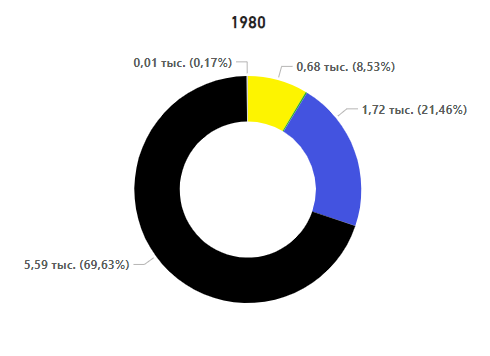 1980
0,01 тыс. (0,17%)
0,68 тыс. (8,53%)
1,72 тыс. (21,46%)
5,59 тыс. (69,63%)